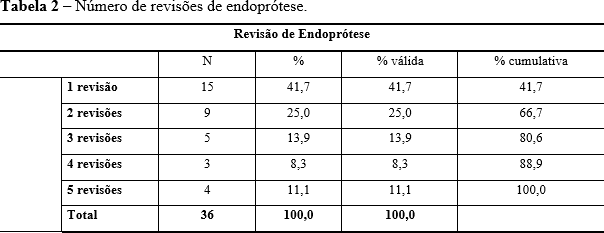 Tabela 2 – Número de revisões de endoprótese.
Revisão de Endoprótese
N % % válida % cumulativa
1 revisão 15 41,7 41,7 41,7
2 revisões 9 25,0 25,0 66,7
3 revisões 5 13,9 13,9 80,6
4 revisões 3 8,3 8,3 88,9
5 revisões 4 11,1 11,1 100,0
Total 36 100,0 100,0